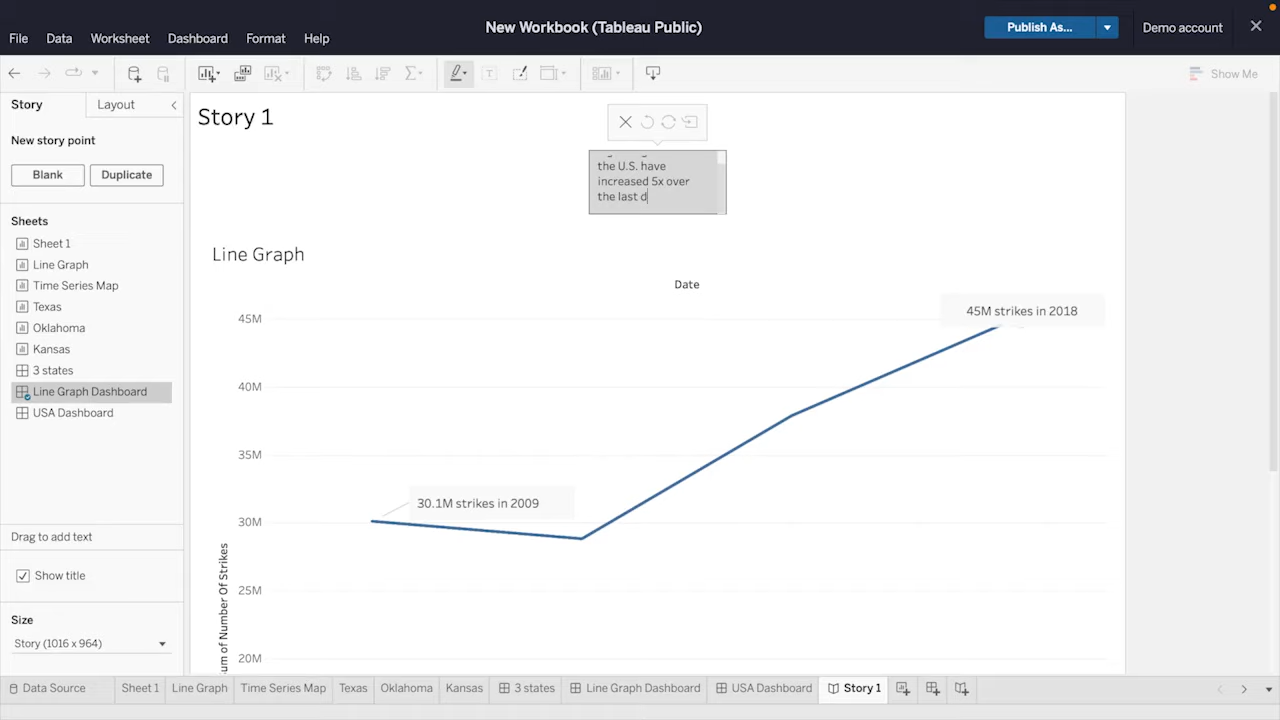 New Workbook (Tableau Public)
Publish As...
Demo account
File
Data
Worksheet
Dashboard
Format
Help
Show Me
Story
Layout
New story point
Blank
Duplicate
Sheets
Sheet 1
Line Graph
Time Series Map
Texas
Oklahoma
Kansas
3 states
Line Graph Dashboard
USA Dashboard
Drag to add text
Show title
Size
Story (1016 x 964)
Story 1
the U.S. have
increased 5x over
the last d
Line Graph
Date
45M
40M
35M
30M
25M
20M
45M strikes in 2018
30.1M strikes in 2009
um of Number Of Strikes
Data Source
Sheet 1
Line Graph
Time Series Map
Texas
Oklahoma
Kansas
3 states
Line Graph Dashboard
USA Dashboard
Story 1